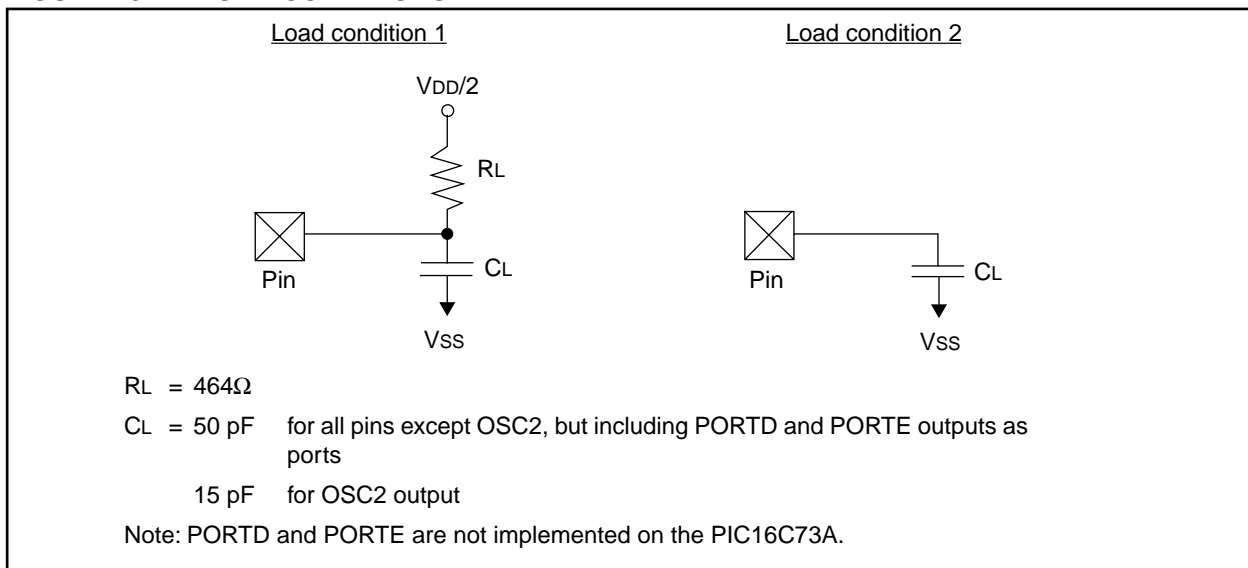 Load condition 1
Load condition 2
VDD/2
RL
Pin
CL
VSS
Pin
CL
VSS
RL = 464Ω
CL = 50 pF for all pins except OSC2, but including PORTD and PORTE outputs as
ports
15 pF for OSC2 output
Note: PORTD and PORTE are not implemented on the PIC16C73A.